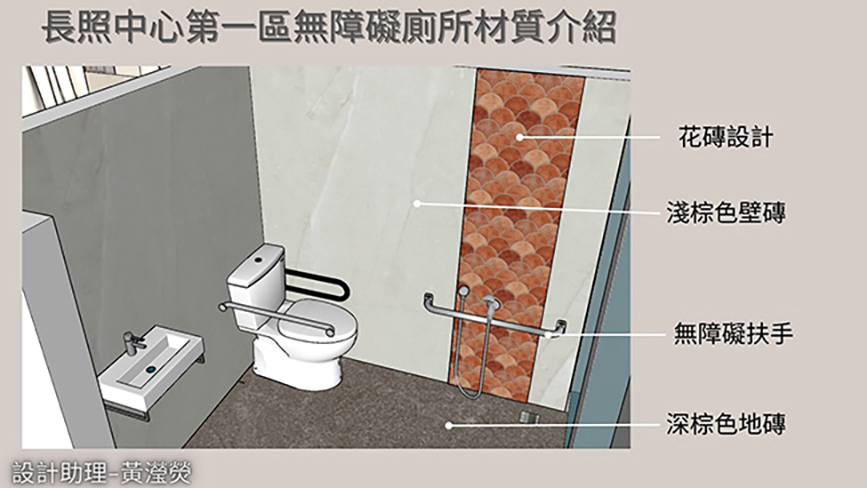 長照中心第一區無障礙廁所材質介紹
花磚設計
淺棕色壁磚
無障礙扶手
深棕色地磚
設計助理-黃瀅熒